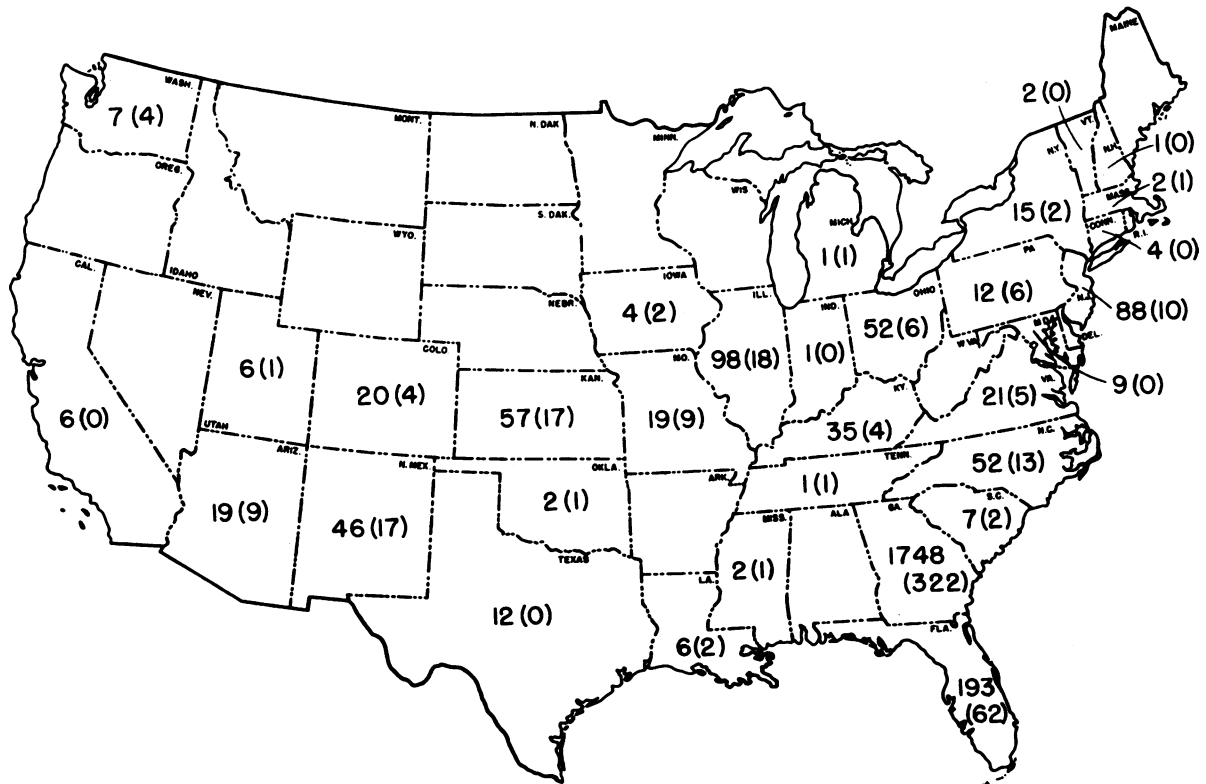 MAINE
WASH.
7 (4)
MONT.
N. DAK
MINN.
2 (0)
VT.
N.Y.
N.H.
1 (0)
OREG.
WIS
MICH.
MASS.
2 (1)
S. DAK.
15 (2)
CONN.
R.I.
4 (0)
WYO.
1 (1)
PA
CAL.
IDAHO
NEV.
IOWA
NEBR.
ILL.
IND.
OHIO
12 (6)
N.J.
88 (10)
4 (2)
52 (6)
MD.
DEL.
W VA.
COLO
MO.
6 (1)
98 (18)
1 (0)
KAN.
KY.
VA.
9 (0)
20 (4)
21 (5)
6 (0)
57 (17)
19 (9)
35 (4)
UTAH
ARIZ.
N. MEX.
OKLA.
TENN.
N.C.
52 (13)
ARK.
1 (1)
19 (9)
46 (17)
2 (1)
S.C.
7 (2)
MISS.
ALA
GA.
TEXAS
1748
(322)
LA.
2 (1)
12 (0)
FLA.
6 (2)
193
(62)